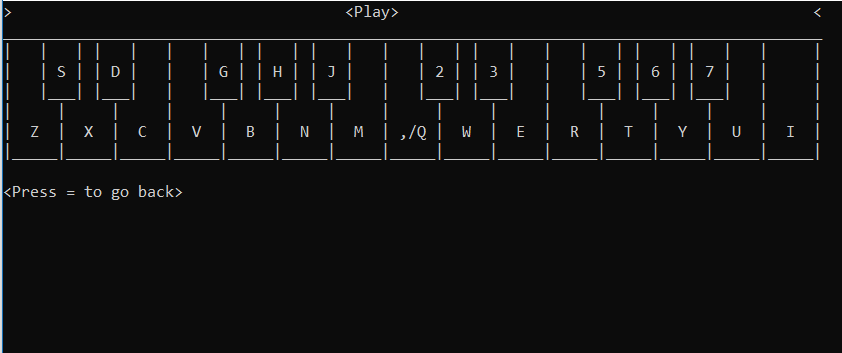 > <Play> <
S D G H J 2 3 5 6 7
Z X C V B N M ,/Q W E R T Y U I
<Press = to go back>